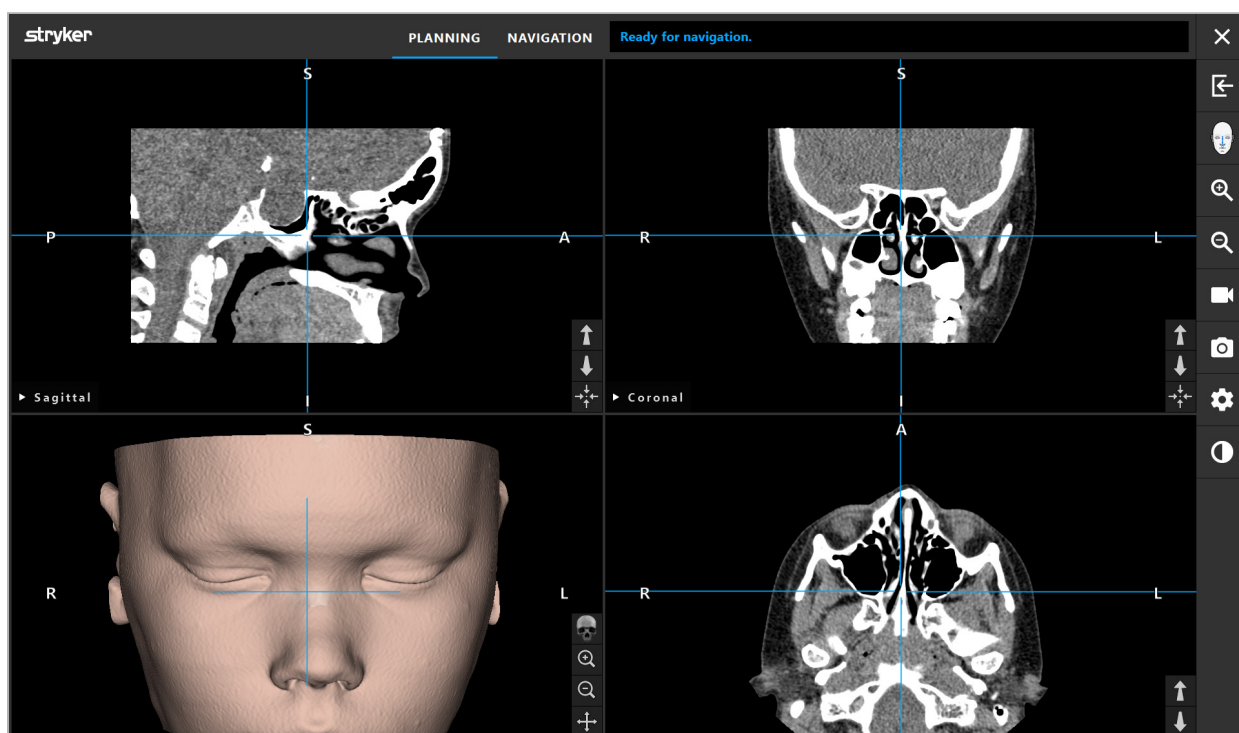 stryker
PLANNING NAVIGATION Ready for navigation.
S
P A
Sagittal
I
S
R L
Coronal
I
S
R L
A
R L